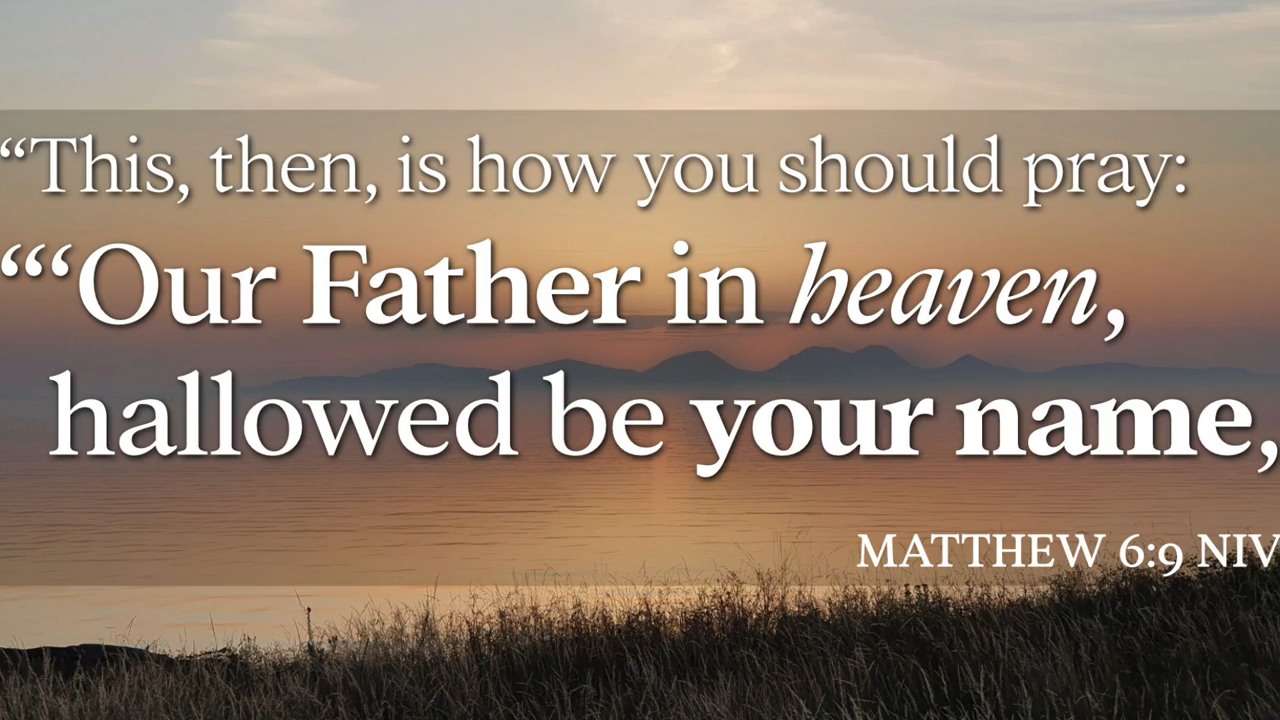 “This, then, is how you should pray:
“‘Our Father in heaven,
hallowed be your name,
MATTHEW 6:9 NIV